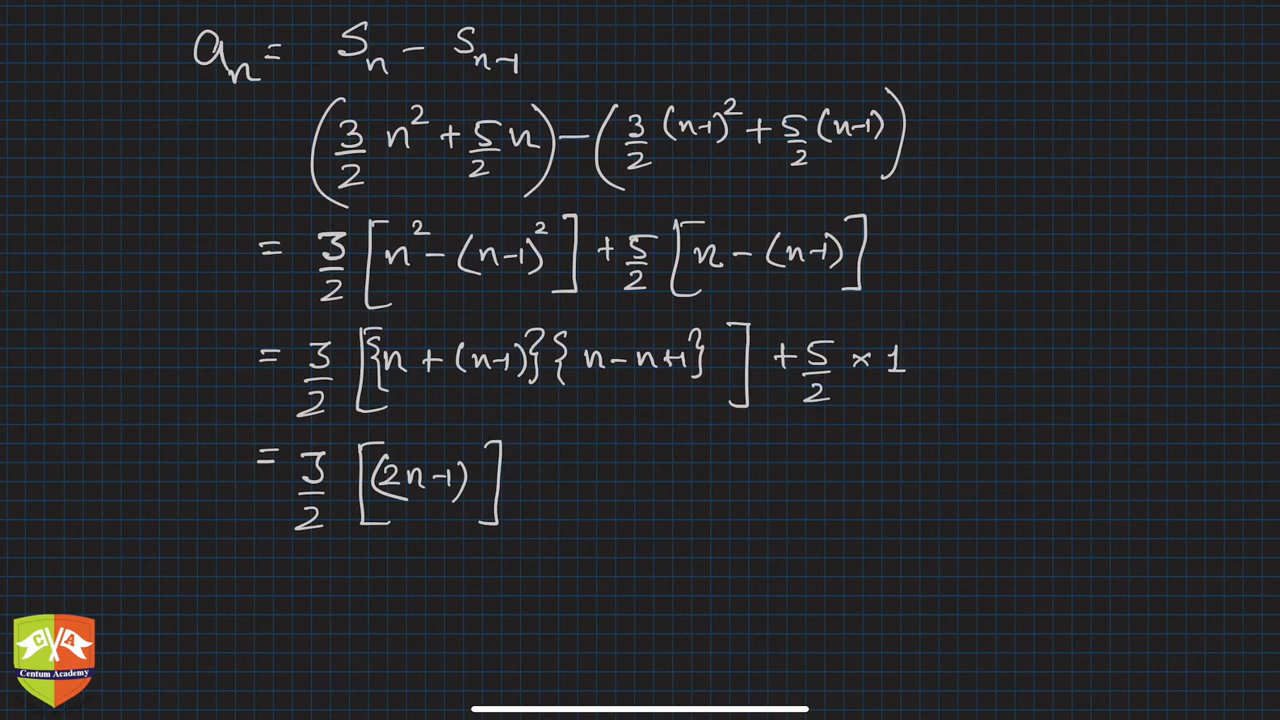 aₙ = Sₙ - Sₙ₋₁
(3/2 n² + 5/2 n) - (3/2 (n-1)² + 5/2 (n-1))
= 3/2 [n² - (n-1)²] + 5/2 [n - (n-1)]
= 3/2 [{n + (n-1)}{n - n+1}] + 5/2 × 1
= 3/2 [(2n-1)]
C A
Centum Academy